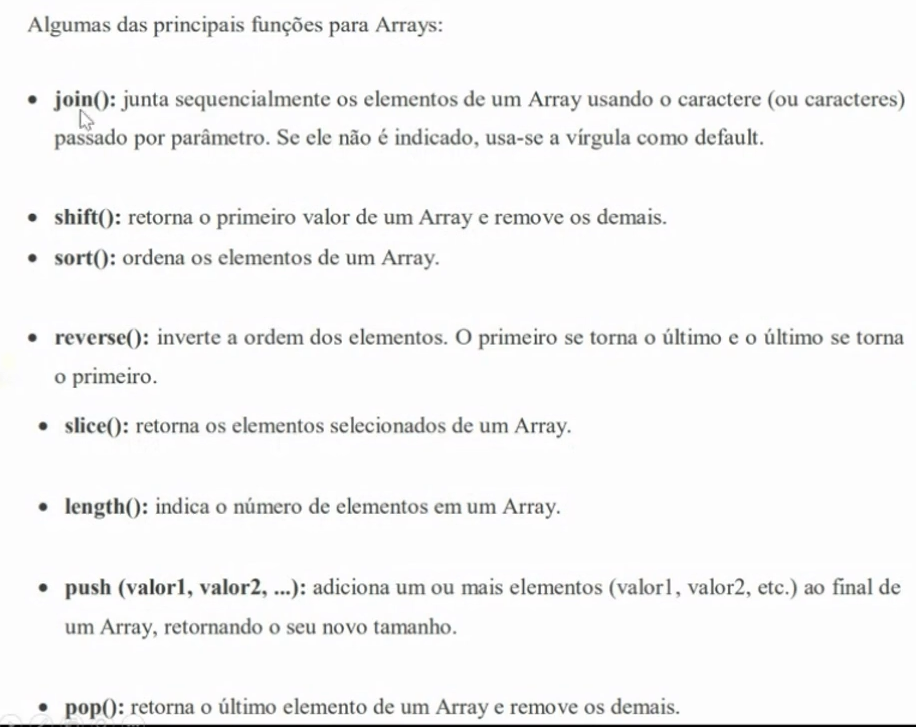 Algumas das principais funções para Arrays:
• join(): junta sequencialmente os elementos de um Array usando o caractere (ou caracteres)
passado por parâmetro. Se ele não é indicado, usa-se a vírgula como default.
• shift(): retorna o primeiro valor de um Array e remove os demais.
• sort(): ordena os elementos de um Array.
• reverse(): inverte a ordem dos elementos. O primeiro se torna o último e o último se torna
o primeiro.
• slice(): retorna os elementos selecionados de um Array.
• length(): indica o número de elementos em um Array.
• push (valor1, valor2, ...): adiciona um ou mais elementos (valor1, valor2, etc.) ao final de
um Array, retornando o seu novo tamanho.
• pop(): retorna o último elemento de um Array e remove os demais.